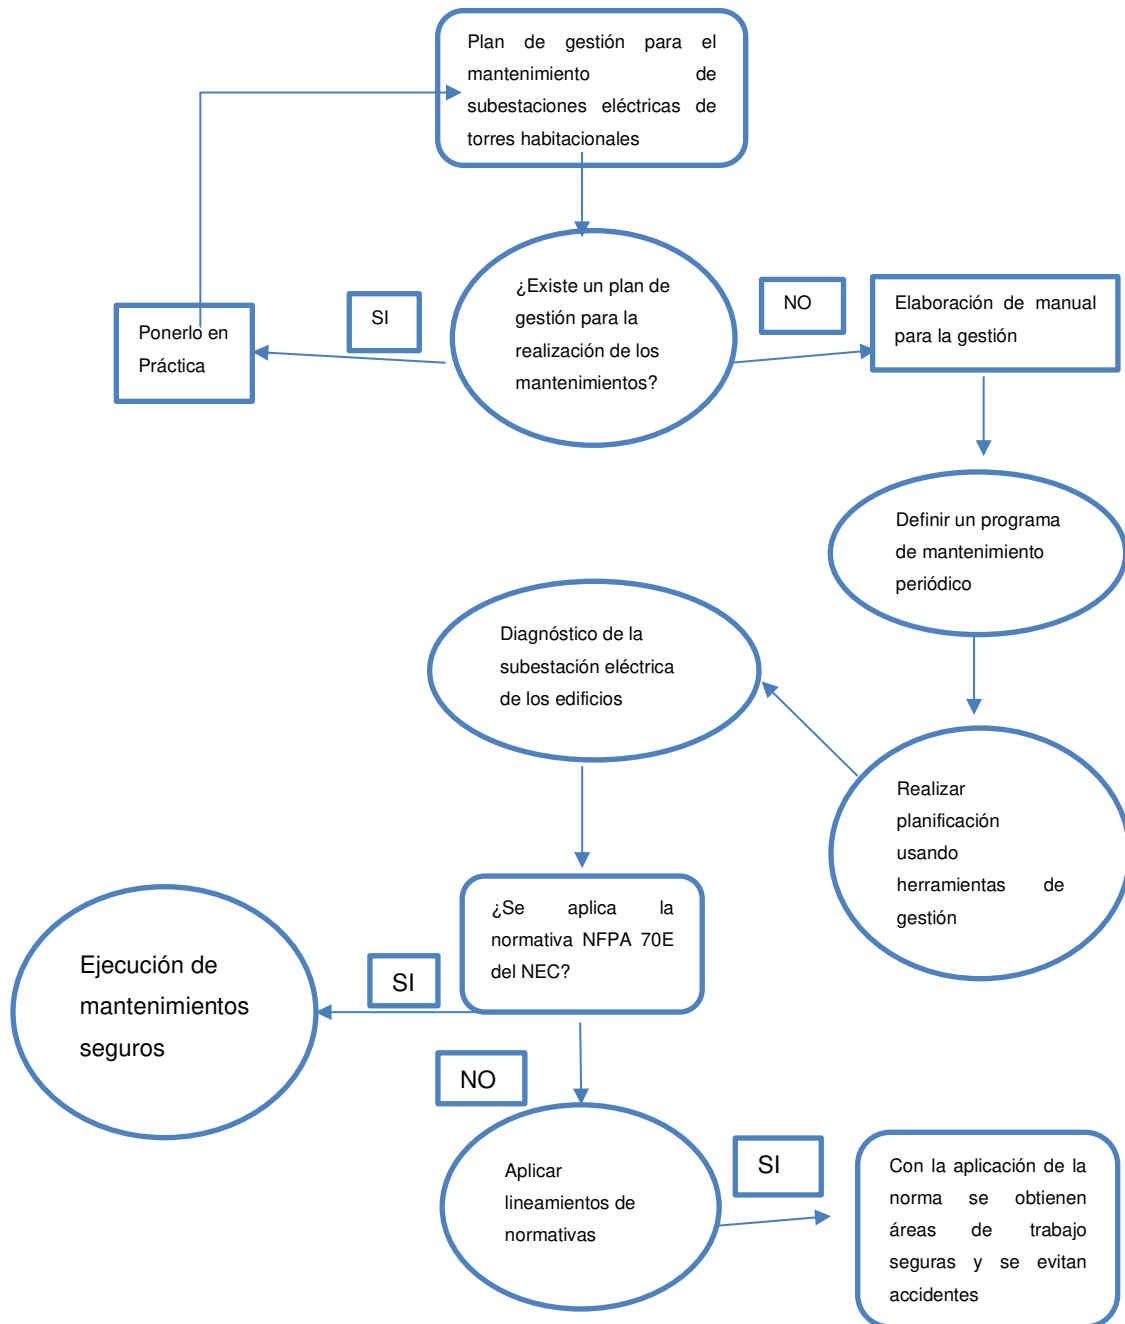 Plan de gestión para el
mantenimiento de
subestaciones eléctricas de
torres habitacionales
¿Existe un plan de
gestión para la
realización de los
mantenimientos?
SI
NO
Ponerlo en
Práctica
Elaboración de manual
para la gestión
Definir un programa
de mantenimiento
periódico
Diagnóstico de la
subestación eléctrica
de los edificios
Realizar
planificación
usando
herramientas de
gestión
¿Se aplica la
normativa NFPA 70E
del NEC?
SI
Ejecución de
mantenimientos
seguros
NO
Aplicar
lineamientos de
normativas
SI
Con la aplicación de la
norma se obtienen
áreas de trabajo
seguras y se evitan
accidentes